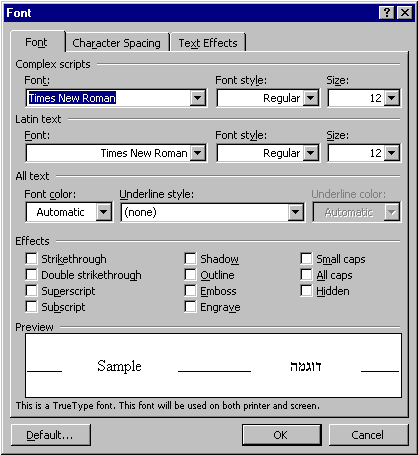 Font
Font Character Spacing Text Effects
Complex scripts
Font: Font style: Size:
Times New Roman Regular 12
Latin text
Font: Font style: Size:
Times New Roman Regular 12
All text
Font color: Underline style: Underline color:
Automatic (none) Automatic
Effects
Strikethrough Shadow Small caps
Double strikethrough Outline All caps
Superscript Emboss Hidden
Subscript Engrave
Preview
Sample דוגמה
This is a TrueType font. This font will be used on both printer and screen.
Default... OK Cancel